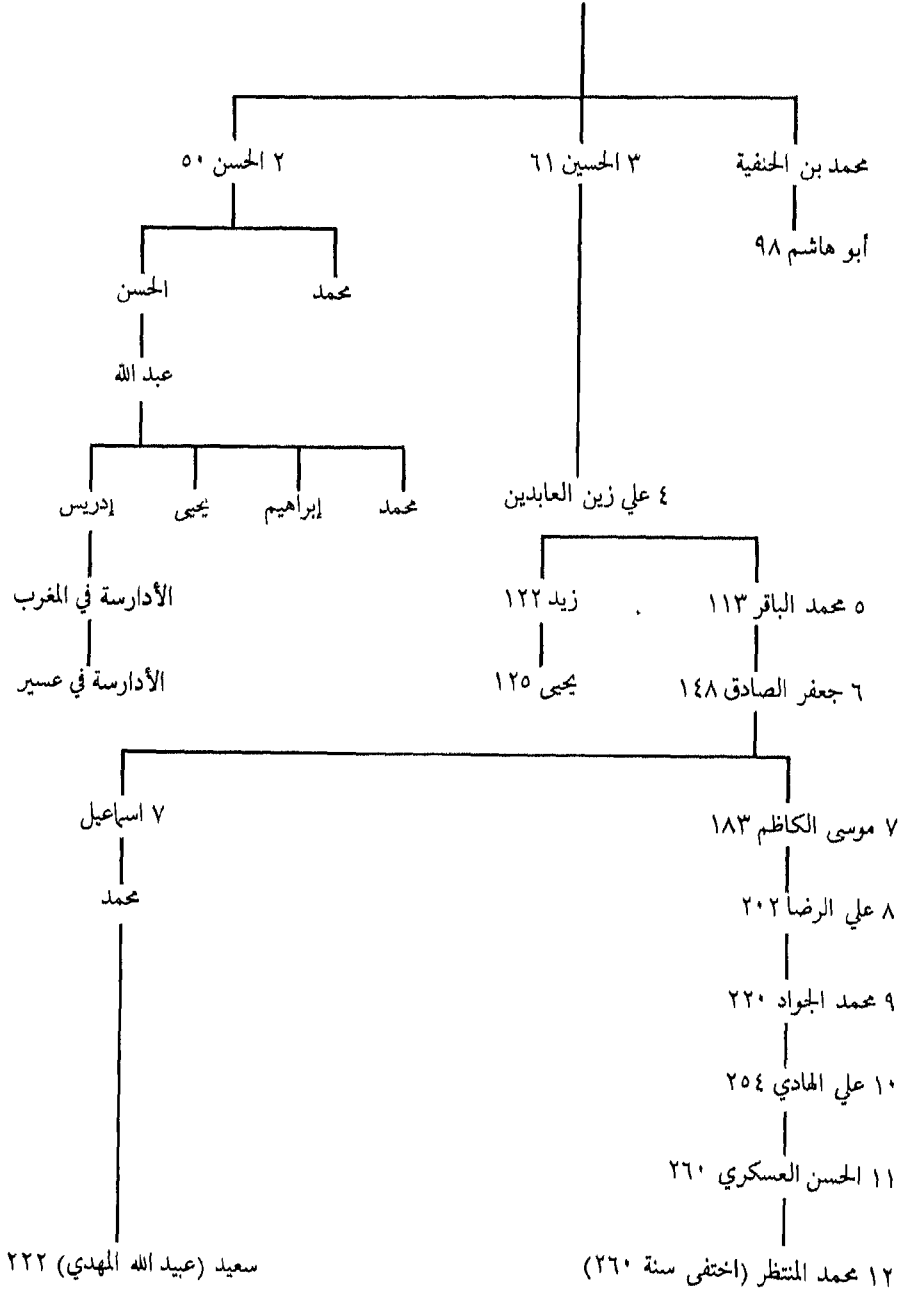 محمد بن الحنفية
٣ الحسين ٦١
٢ الحسن ٥٠
أبو هاشم ٩٨
محمد
الحسن
عبد الله
محمد
إبراهيم
يحيى
إدريس
٤ علي زين العابدين
الأدارسة في المغرب
٥ محمد الباقر ١١٣
زيد ١٢٢
الأدارسة في عسير
٦ جعفر الصادق ١٤٨
يحيى ١٢٥
٧ موسى الكاظم ١٨٣
٧ اسماعيل
محمد
٨ علي الرضا ٢٠٢
٩ محمد الجواد ٢٢٠
١٠ علي الهادي ٢٥٤
١١ الحسن العسكري ٢٦٠
١٢ محمد المنتظر (اختفى سنة ٢٦٠)
سعيد (عبيد الله المهدي) ٢٢٢